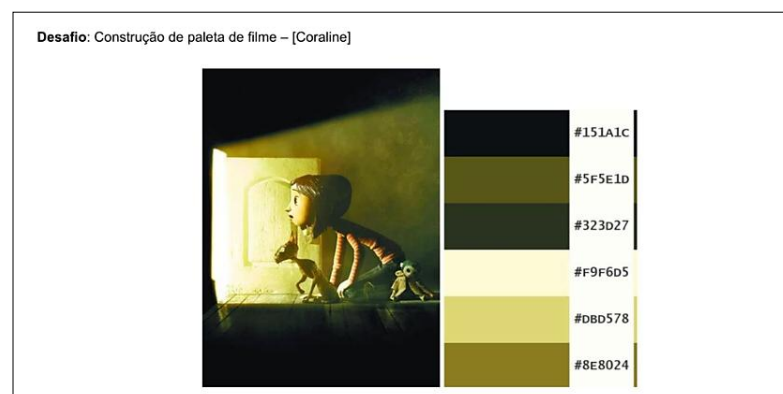 Desafio: Construção de paleta de filme – [Coraline]
#151A1C
#5F5E1D
#323D27
#F9F6D5
#DBD578
#8E8024